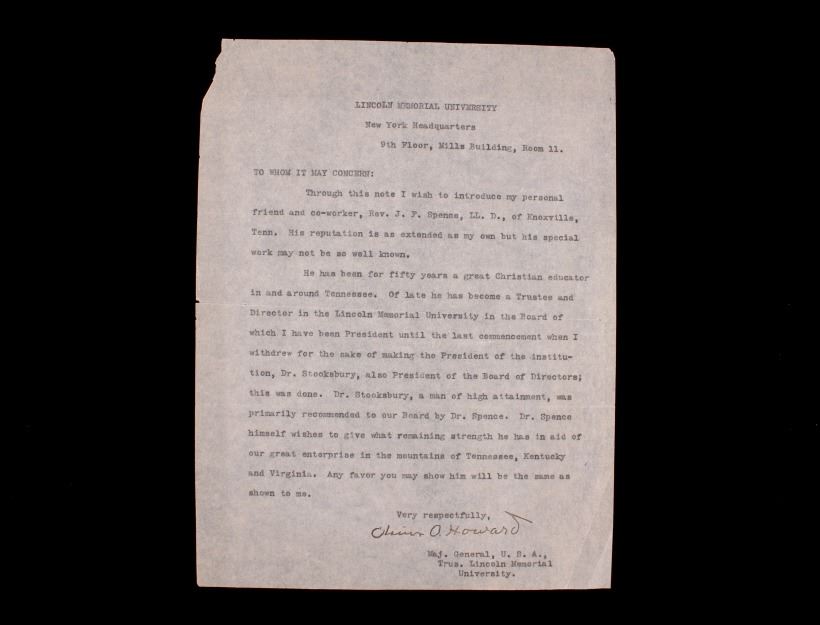 LINCOLN MEMORIAL UNIVERSITY
New York Headquarters
9th Floor, Mills Building, Room 11.
TO WHOM IT MAY CONCERN:
Through this note I wish to introduce my personal
friend and co-worker, Rev. J. F. Spence, LL. D., of Knoxville,
Tenn. His reputation is as extended as my own but his special
work may not be so well known.
He has been for fifty years a great Christian educator
in and around Tennessee. Of late he has become a Trustee and
Director in the Lincoln Memorial University in the Board of
which I have been President until the last commencement when I
withdrew for the sake of making the President of the institu-
tion, Dr. Stooksbury, also President of the Board of Directors;
this was done. Dr. Stooksbury, a man of high attainment, was
primarily recommended to our Board by Dr. Spence. Dr. Spence
himself wishes to give what remaining strength he has in aid of
our great enterprise in the mountains of Tennessee, Kentucky
and Virginia. Any favor you may show him will be the same as
shown to me.
Very respectfully,
Oliver O. Howard
Maj. General, U. S. A.,
Trus. Lincoln Memorial
University.